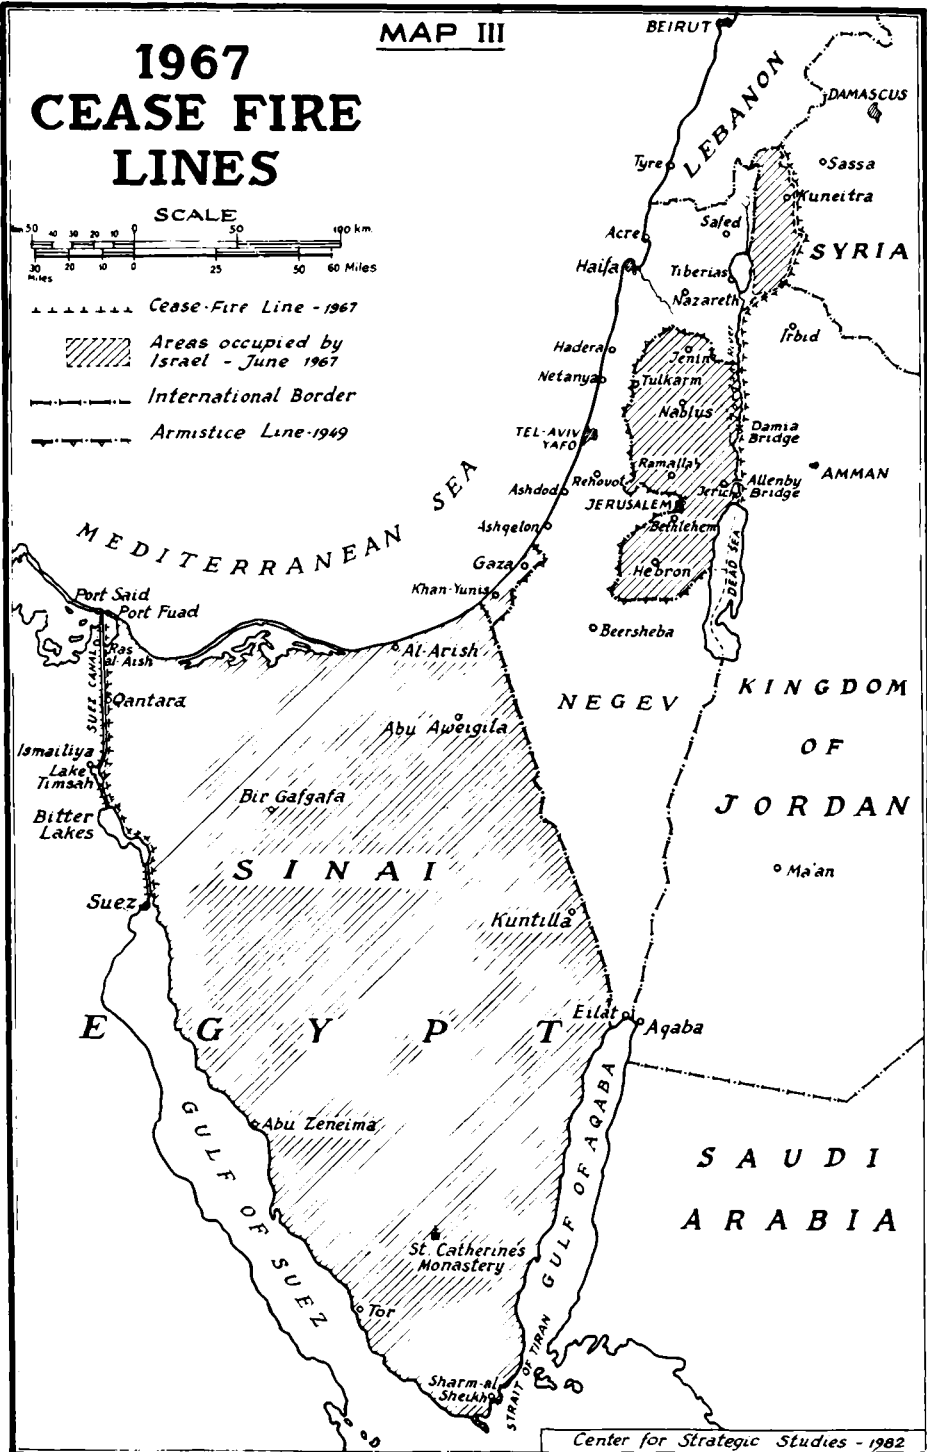 MAP III
1967
CEASE FIRE
LINES
SCALE
km 50 40 30 20 10 0 50 100 km.
30 20 10 0 25 50 60 Miles
Miles
Cease-Fire Line - 1967
Areas occupied by
Israel - June 1967
International Border
Armistice Line-1949
BEIRUT
LEBANON
DAMASCUS
Tyre
Sassa
Kuneitra
Safed
Acre
SYRIA
Haifa
Tiberias
Nazareth
Irbid
Hadera
Jenin
River
Netanya
Tulkarm
Nablus
TEL-AVIV
YAFO
Damia
Bridge
Ramallah
AMMAN
Rehovot
Ashdod
Jerich
Allenby
Bridge
JERUSALEM
Ashqelon
Bethlehem
MEDITERRANEAN SEA
Gaza
Hebron
DEAD SEA
Khan-Yunis
Port Said
Port Fuad
Beersheba
Ras
al-Aish
Al-Arish
SUEZ CANAL
Qantara
NEGEV
KINGDOM
OF
JORDAN
Abu Aweigila
Ismailiya
Lake
Timsah
Bir Gafgafa
Bitter
Lakes
SINAI
Ma'an
Suez
Kuntilla
Eilat
Aqaba
EGYPT
Abu Zeneima
GULF OF SUEZ
GULF OF AQABA
SAUDI
ARABIA
St. Catherine's
Monastery
Tor
STRAIT OF TIRAN
Sharm-al
Sheikh
Center for Strategic Studies - 1982